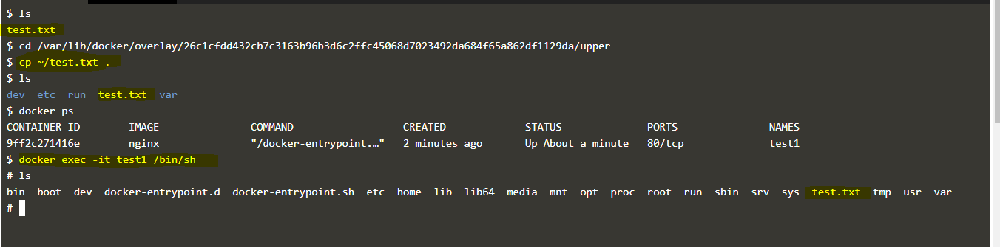 $ ls
test.txt
$ cd /var/lib/docker/overlay/26c1cfdd432cb7c3163b96b3d6c2ffc45068d7023492da684f65a862df1129da/upper
$ cp ~/test.txt .
$ ls
dev  etc  run  test.txt  var
$ docker ps
CONTAINER ID        IMAGE               COMMAND                  CREATED             STATUS              PORTS               NAMES
9ff2c271416e        nginx               "/docker-entrypoint.…"   2 minutes ago       Up About a minute   80/tcp              test1
$ docker exec -it test1 /bin/sh
# ls
bin  boot  dev  docker-entrypoint.d  docker-entrypoint.sh  etc  home  lib  lib64  media  mnt  opt  proc  root  run  sbin  srv  sys  test.txt  tmp  usr  var
#